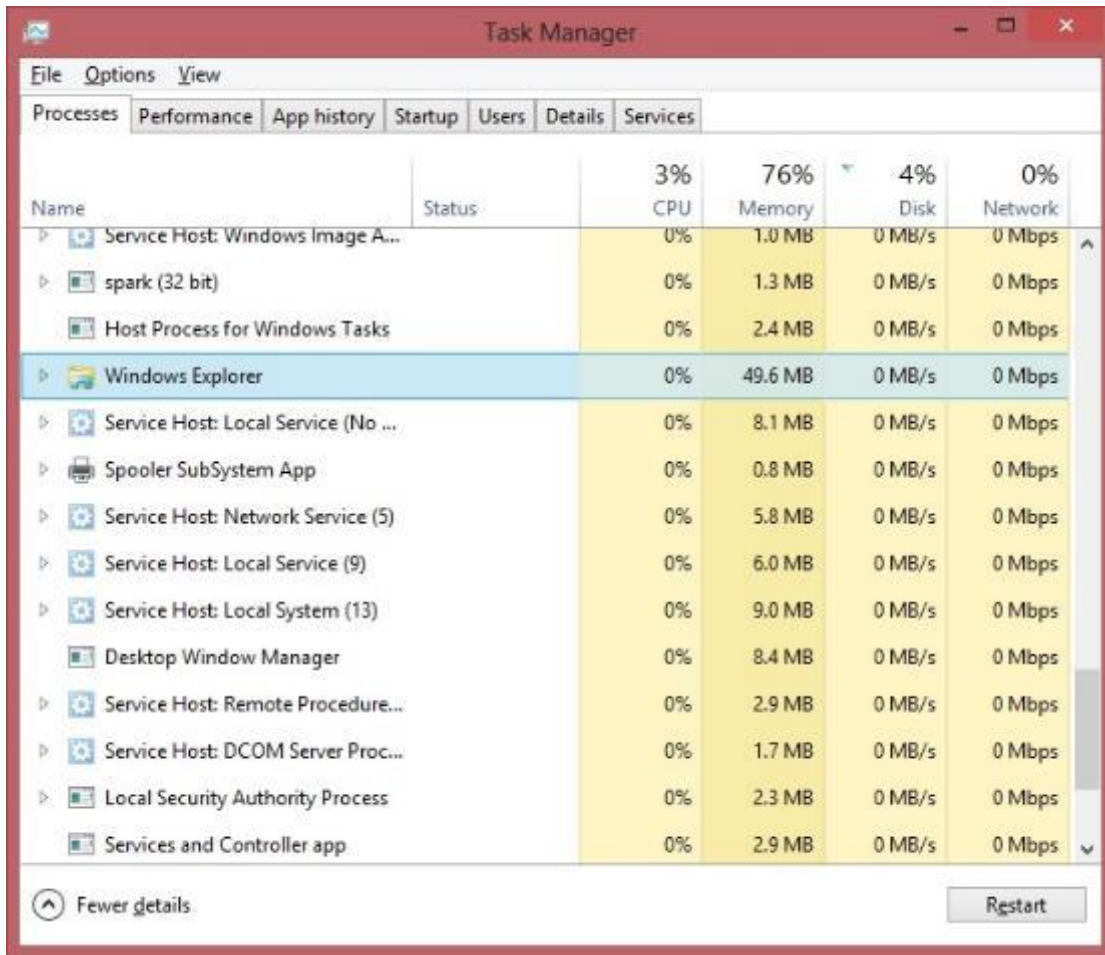 Task Manager
File Options View
Processes Performance App history Startup Users Details Services
3% 76% 4% 0%
Name Status CPU Memory Disk Network
Service Host: Windows Image A... 0% 1.0 MB 0 MB/s 0 Mbps
spark (32 bit) 0% 1.3 MB 0 MB/s 0 Mbps
Host Process for Windows Tasks 0% 2.4 MB 0 MB/s 0 Mbps
Windows Explorer 0% 49.6 MB 0 MB/s 0 Mbps
Service Host: Local Service (No ... 0% 8.1 MB 0 MB/s 0 Mbps
Spooler SubSystem App 0% 0.8 MB 0 MB/s 0 Mbps
Service Host: Network Service (5) 0% 5.8 MB 0 MB/s 0 Mbps
Service Host: Local Service (9) 0% 6.0 MB 0 MB/s 0 Mbps
Service Host: Local System (13) 0% 9.0 MB 0 MB/s 0 Mbps
Desktop Window Manager 0% 8.4 MB 0 MB/s 0 Mbps
Service Host: Remote Procedure... 0% 2.9 MB 0 MB/s 0 Mbps
Service Host: DCOM Server Proc... 0% 1.7 MB 0 MB/s 0 Mbps
Local Security Authority Process 0% 2.3 MB 0 MB/s 0 Mbps
Services and Controller app 0% 2.9 MB 0 MB/s 0 Mbps
Fewer details Restart